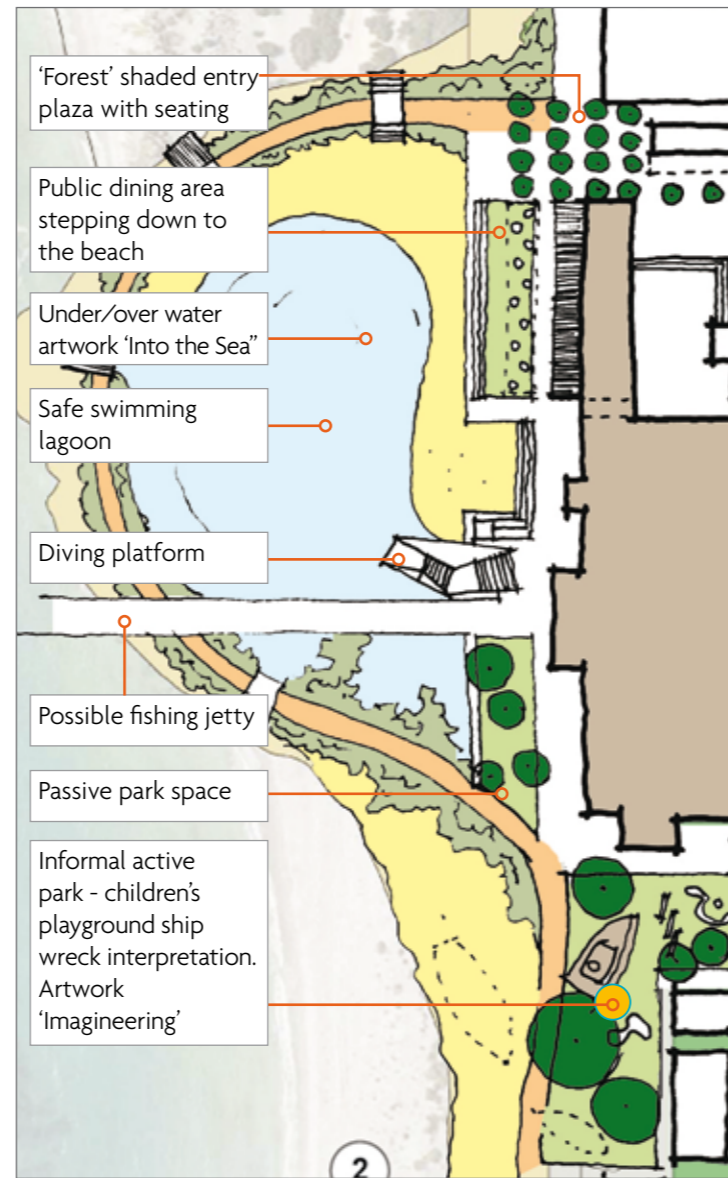 ‘Forest’ shaded entry
plaza with seating
Public dining area
stepping down to
the beach
Under/over water
artwork ‘Into the Sea”
Safe swimming
lagoon
Diving platform
Possible fishing jetty
Passive park space
Informal active
park - children’s
playground ship
wreck interpretation.
Artwork
‘Imagineering’
2